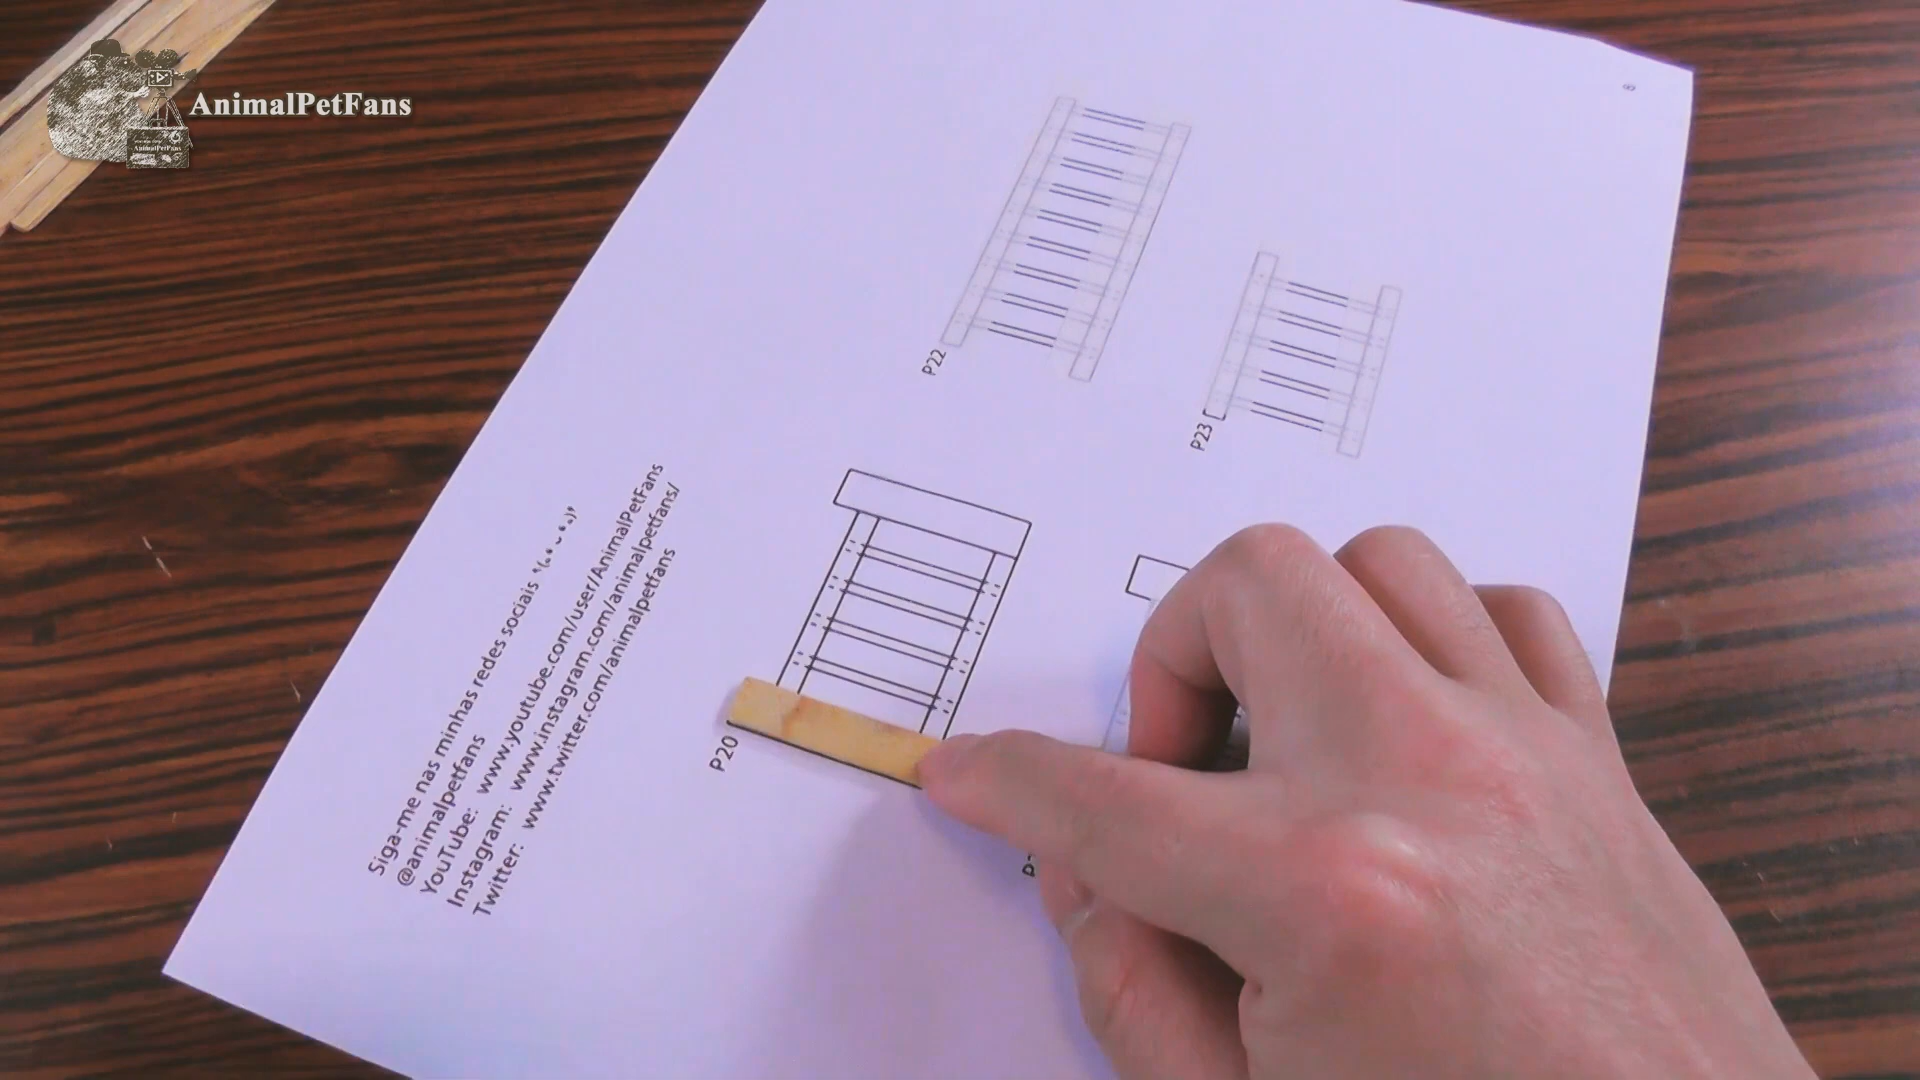 AnimalPetFans
AnimalPetFans
P22
P23
P20
Siga-me nas minhas redes sociais
@animalpetfans
YouTube: www.youtube.com/user/AnimalPetFans
Instagram: www.instagram.com/animalpetfans/
Twitter: www.twitter.com/animalpetfans